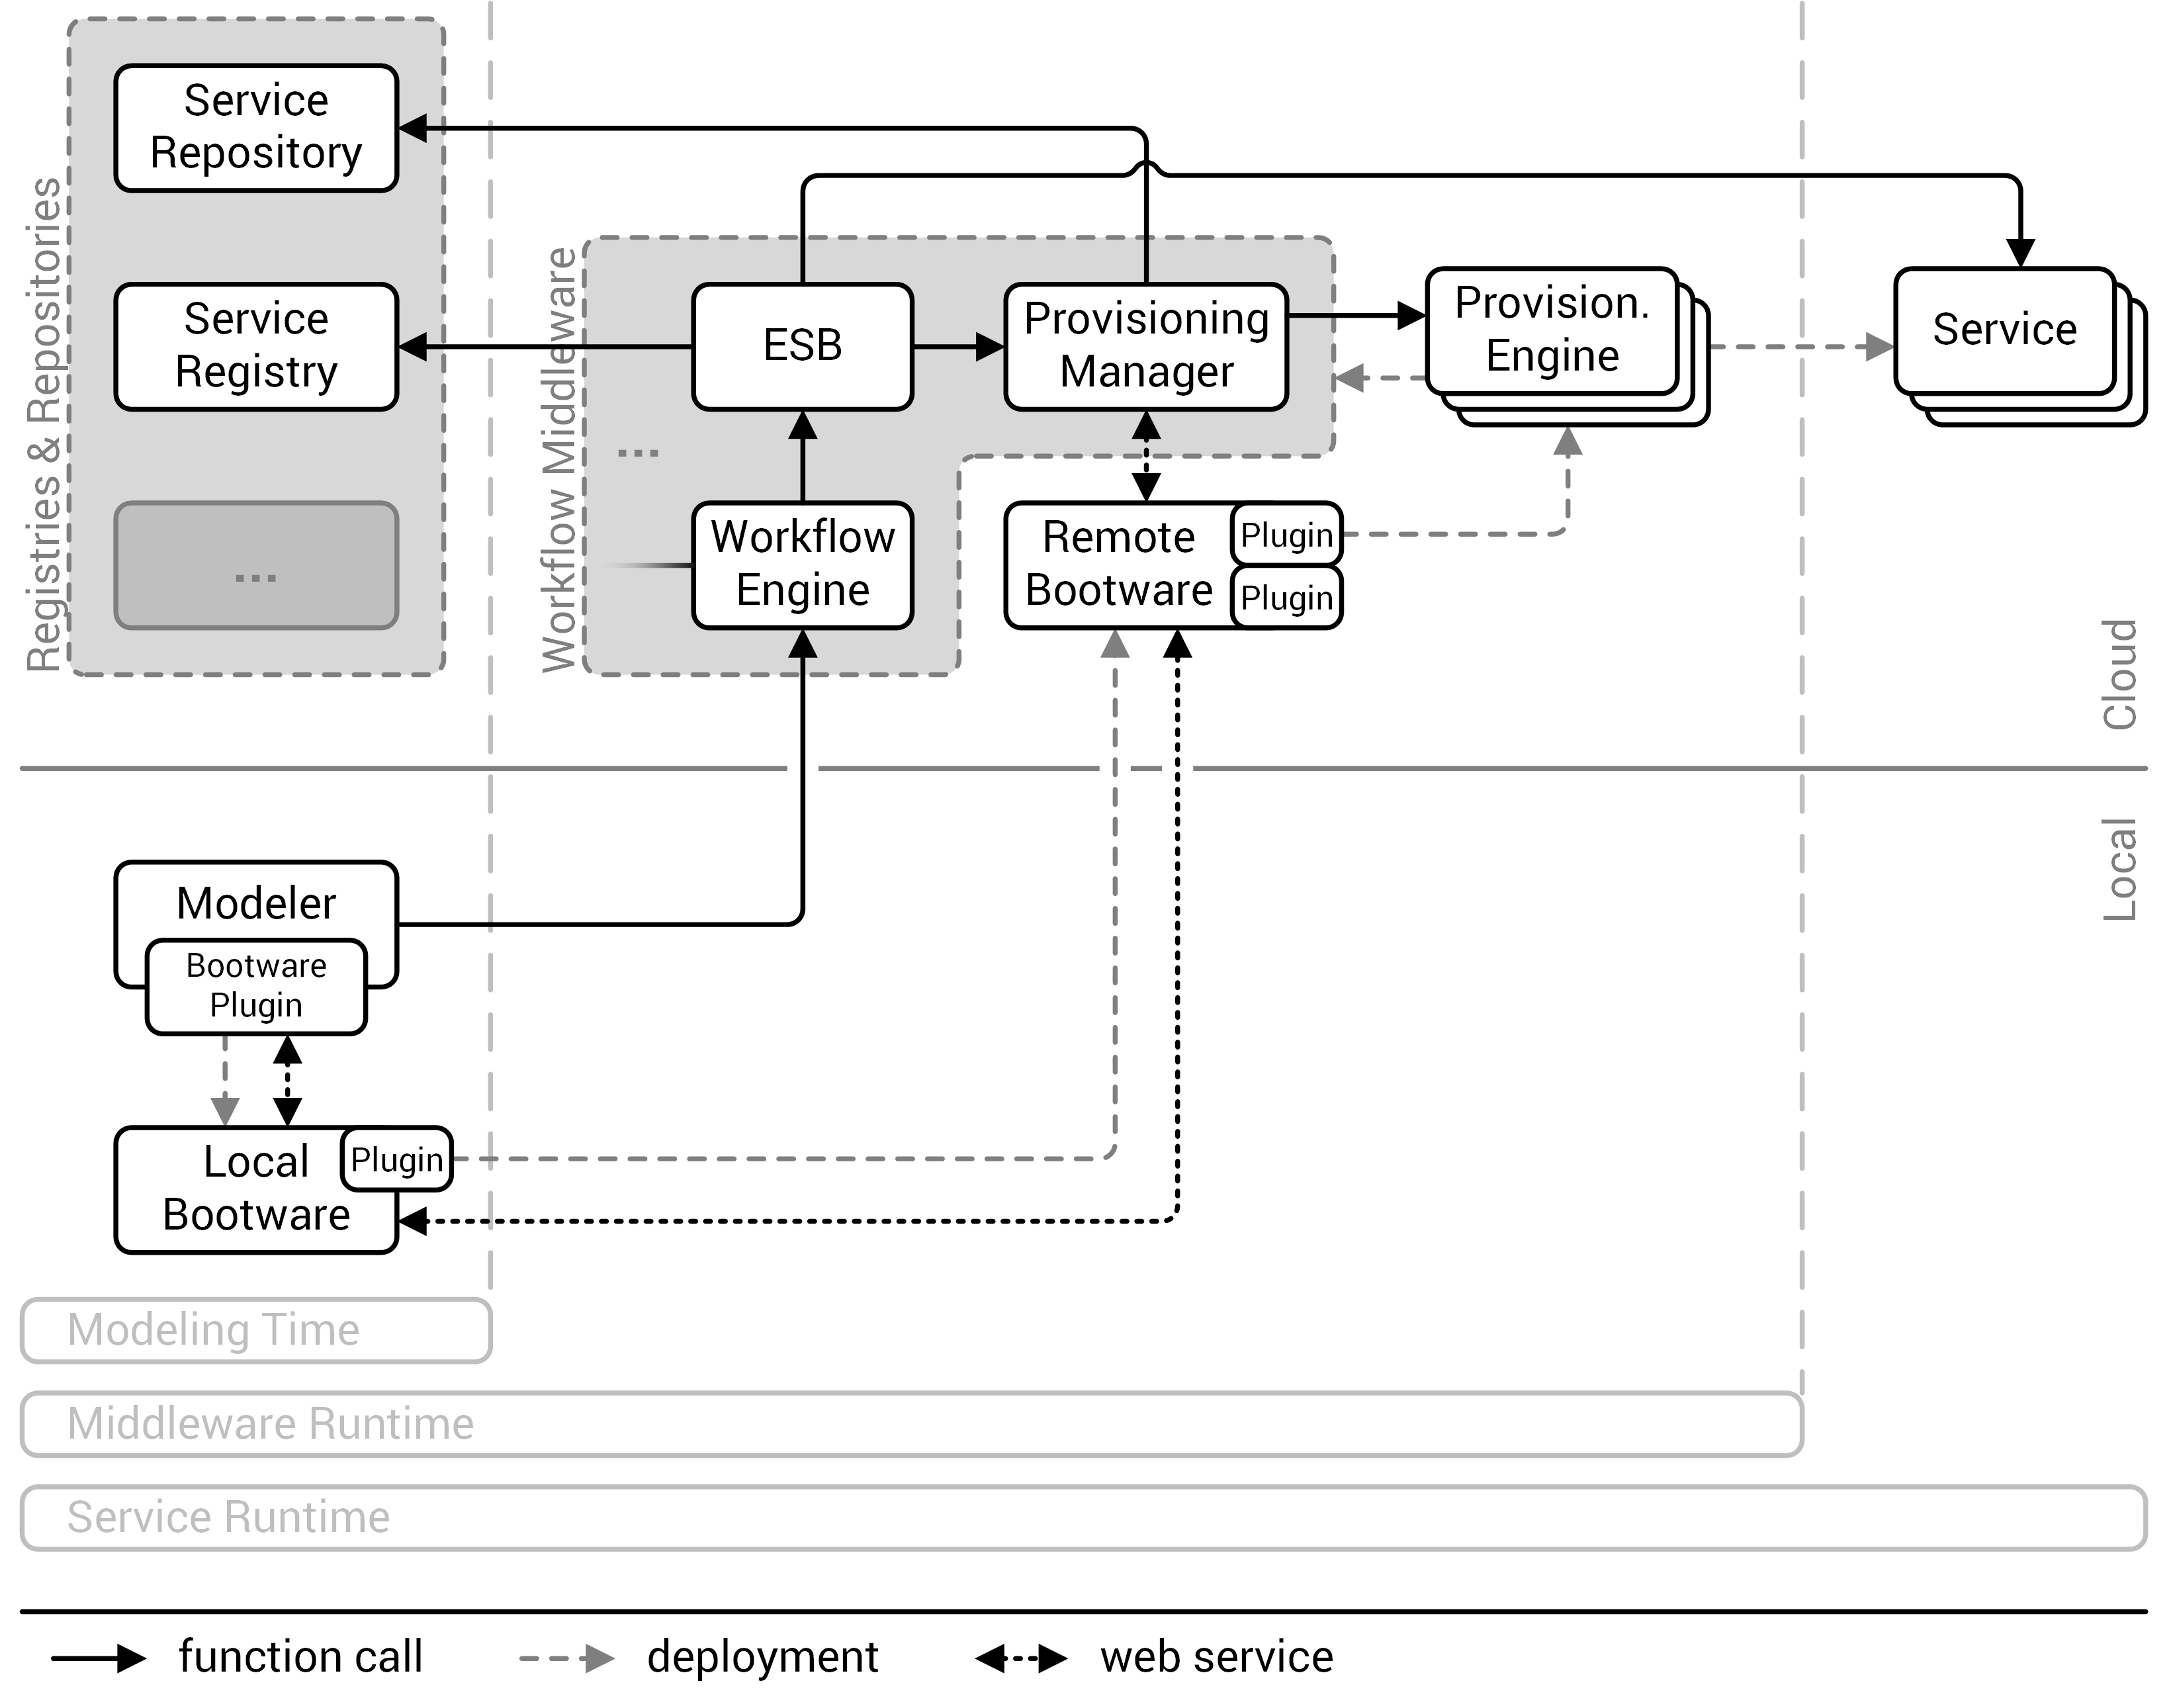 Registries & Repositories
Service
Repository
Service
Registry
...
Workflow Middleware
ESB
Provisioning
Manager
Provision.
Engine
Service
...
Workflow
Engine
Remote
Bootware
Plugin
Plugin
Cloud
Local
Modeler
Bootware
Plugin
Local
Bootware
Plugin
Modeling Time
Middleware Runtime
Service Runtime
function call
deployment
web service